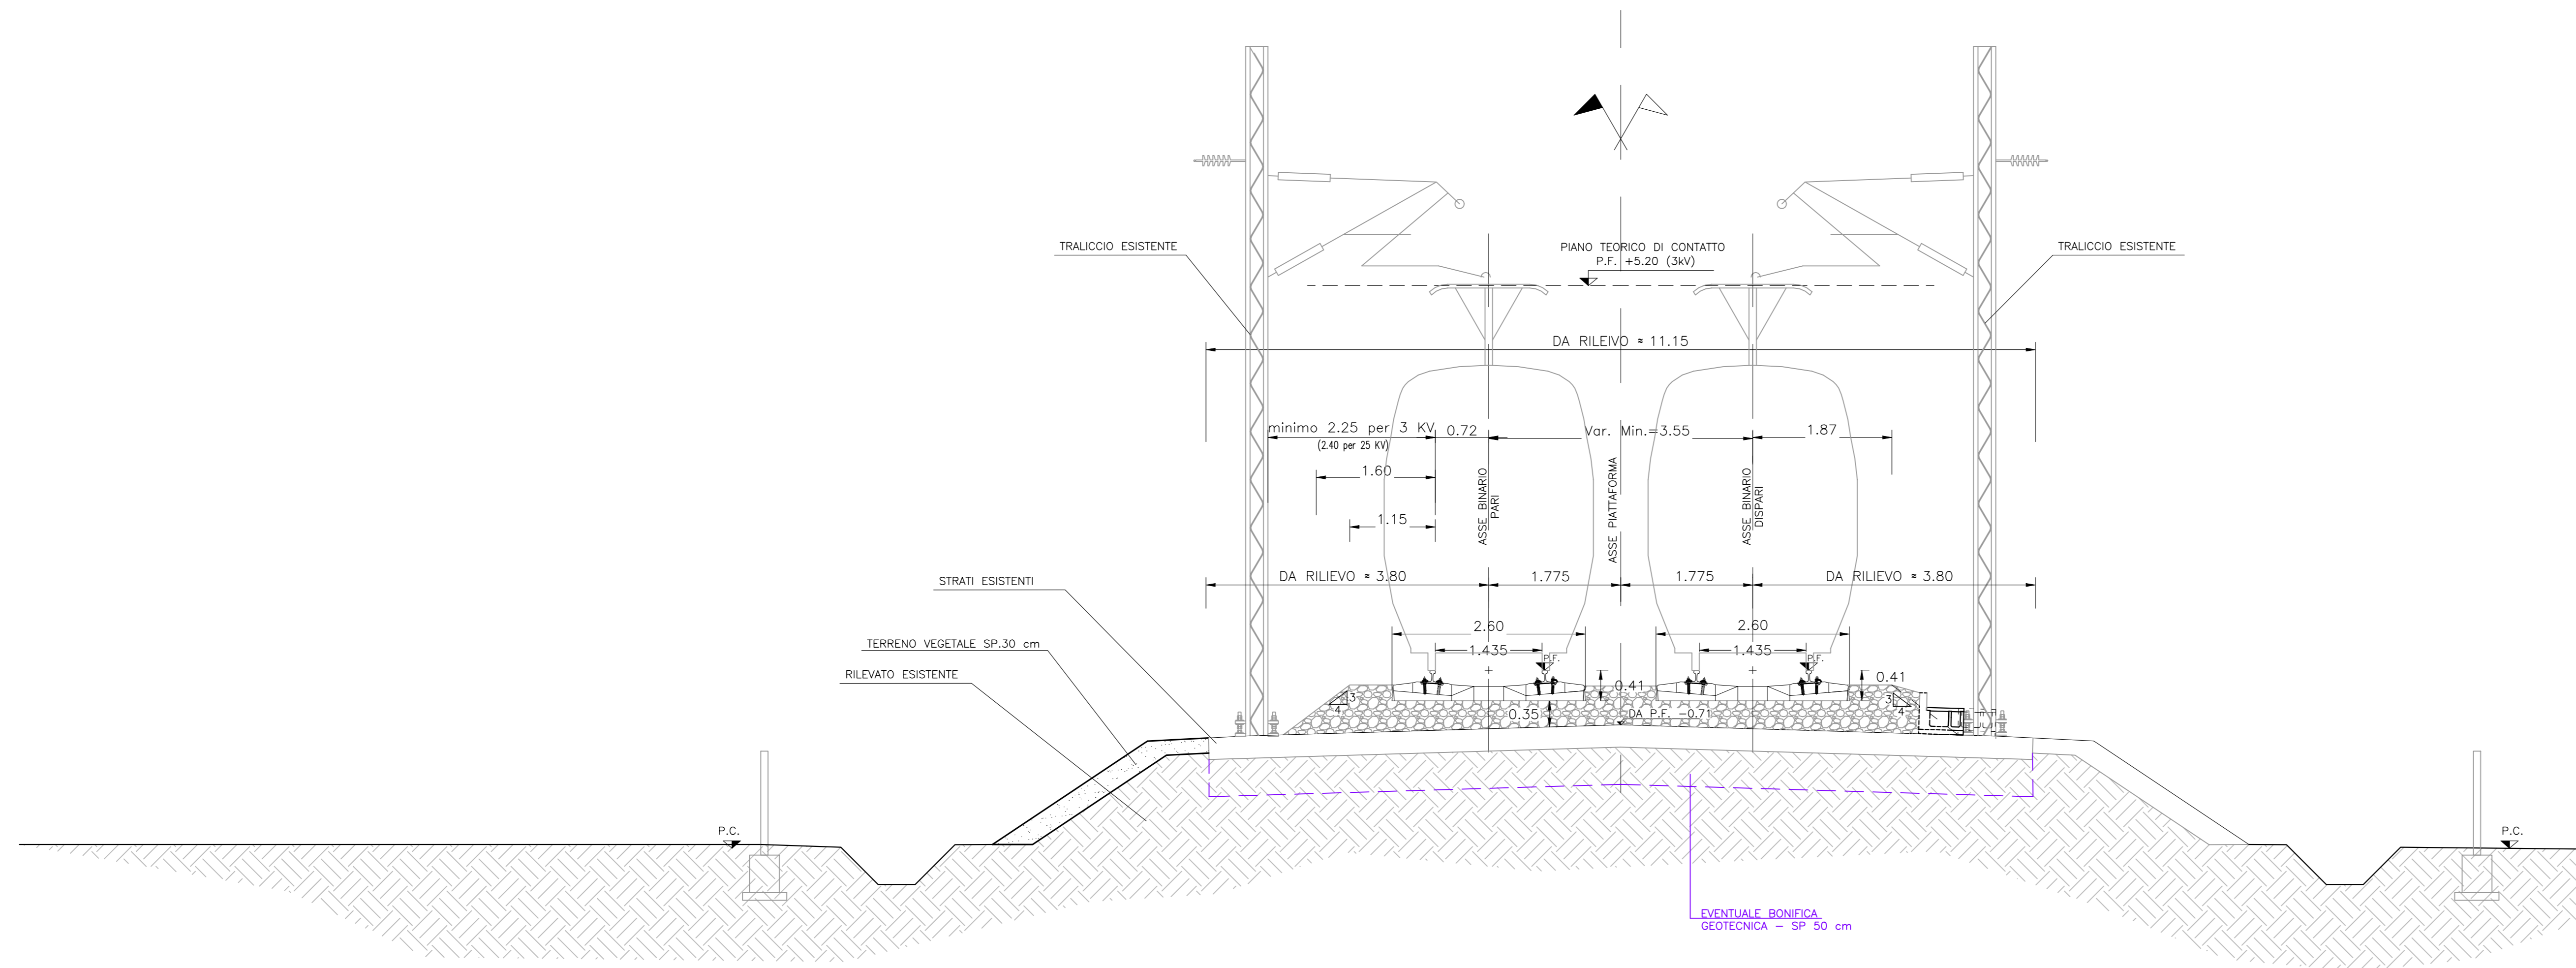 TRALICCIO ESISTENTE
PIANO TEORICO DI CONTATTO
P.F. +5.20 (3kV)
TRALICCIO ESISTENTE
DA RILEIVO ≈ 11.15
minimo 2.25 per 3 KV
(2.40 per 25 KV)
0.72
Var. Min.=3.55
1.87
1.60
1.15
ASSE BINARIO
PARI
ASSE PIATTAFORMA
ASSE BINARIO
DISPARI
STRATI ESISTENTI
DA RILIEVO ≈ 3.80
1.775
1.775
DA RILIEVO ≈ 3.80
TERRENO VEGETALE SP.30 cm
2.60
2.60
1.435
P.F.
1.435
P.F.
RILEVATO ESISTENTE
3
4
0.41
0.41
3
4
0.35
DA P.F. −0.71
P.C.
P.C.
EVENTUALE BONIFICA
GEOTECNICA − SP 50 cm